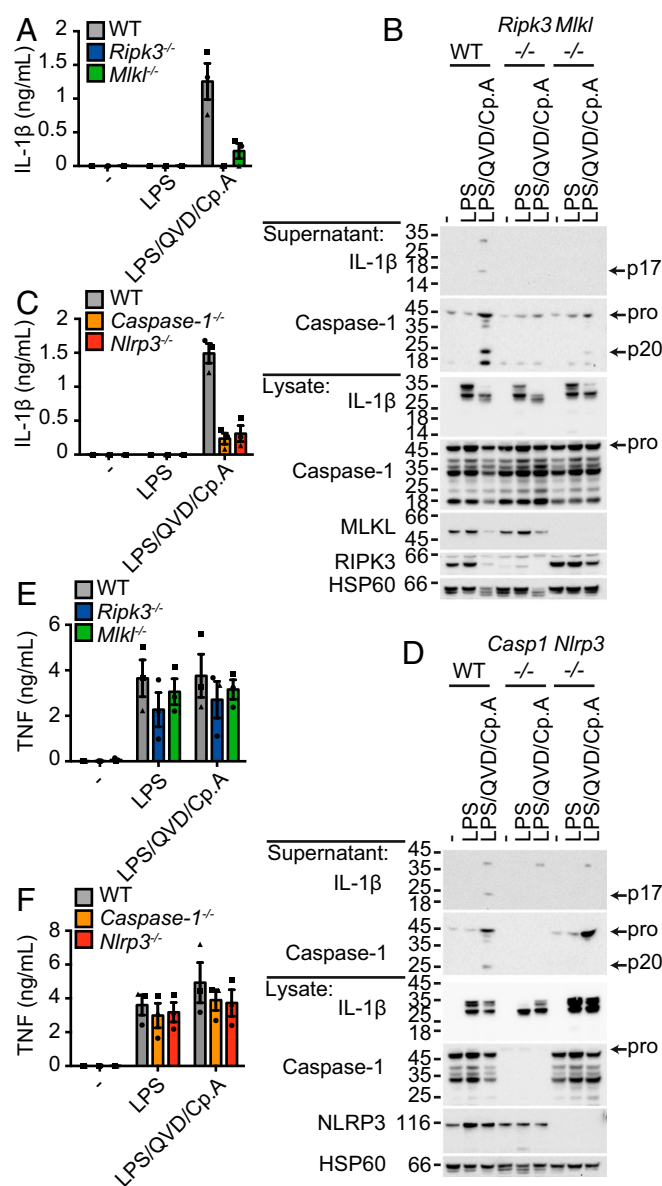 A
WT
Ripk3-/-
Mlkl-/-
IL-1β (ng/mL)
2
1.5
1
0.5
0
-
LPS
LPS/QVD/Cp.A
B
Ripk3 Mlkl
WT -/- -/-
- LPS LPS/QVD/Cp.A - LPS LPS/QVD/Cp.A - LPS LPS/QVD/Cp.A
Supernatant:
IL-1β
35
25
18
14
p17
Caspase-1
45
35
25
18
pro
p20
Lysate:
IL-1β
35
25
18
14
Caspase-1
45
35
25
18
pro
MLKL
66
45
RIPK3
66
HSP60
66
C
WT
Caspase-1-/-
Nlrp3-/-
IL-1β (ng/mL)
2
1.5
1
0.5
0
-
LPS
LPS/QVD/Cp.A
E
WT
Ripk3-/-
Mlkl-/-
TNF (ng/mL)
6
4
2
0
-
LPS
LPS/QVD/Cp.A
D
Casp1 Nlrp3
WT -/- -/-
- LPS LPS/QVD/Cp.A - LPS LPS/QVD/Cp.A - LPS LPS/QVD/Cp.A
Supernatant:
IL-1β
45
35
25
18
p17
Caspase-1
45
35
25
pro
p20
Lysate:
IL-1β
45
35
25
18
Caspase-1
45
35
25
pro
NLRP3
116
HSP60
66
F
WT
Caspase-1-/-
Nlrp3-/-
TNF (ng/mL)
8
6
4
2
0
-
LPS
LPS/QVD/Cp.A